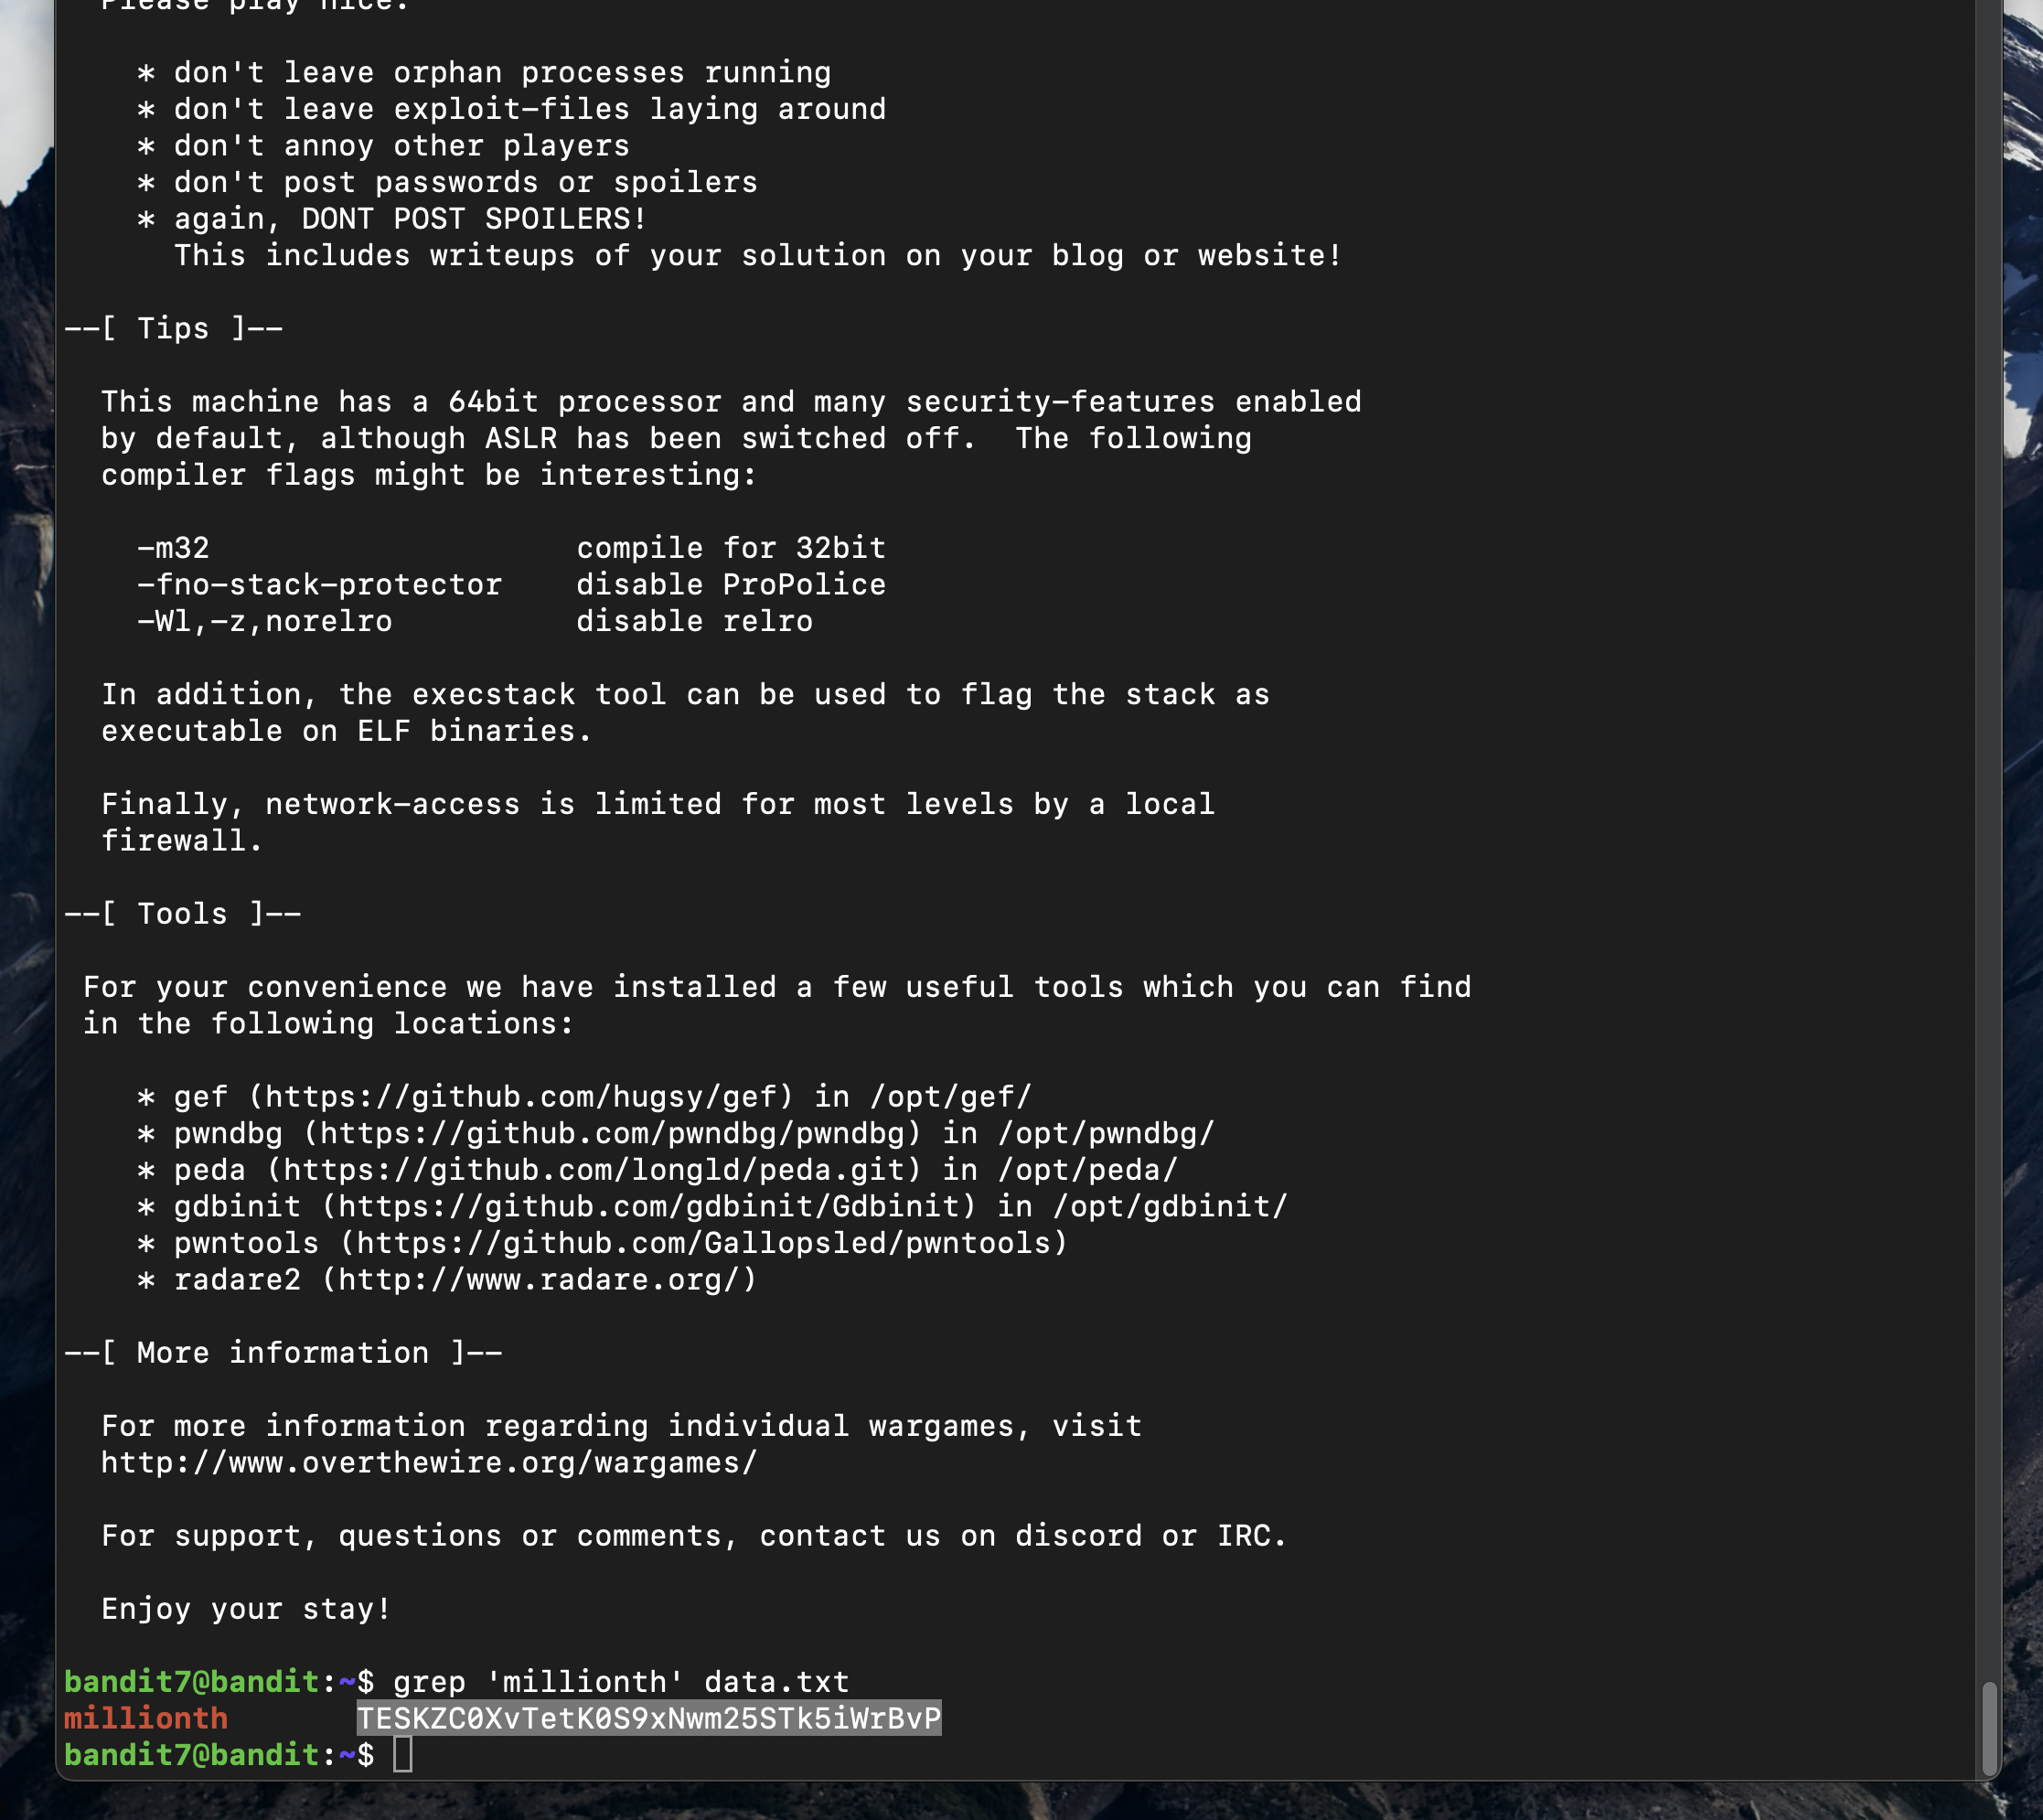 Please play nice.
* don't leave orphan processes running
* don't leave exploit-files laying around
* don't annoy other players
* don't post passwords or spoilers
* again, DONT POST SPOILERS!
This includes writeups of your solution on your blog or website!
--[ Tips ]--
This machine has a 64bit processor and many security-features enabled
by default, although ASLR has been switched off.  The following
compiler flags might be interesting:
-m32                    compile for 32bit
-fno-stack-protector    disable ProPolice
-Wl,-z,norelro          disable relro
In addition, the execstack tool can be used to flag the stack as
executable on ELF binaries.
Finally, network-access is limited for most levels by a local
firewall.
--[ Tools ]--
For your convenience we have installed a few useful tools which you can find
in the following locations:
* gef (https://github.com/hugsy/gef) in /opt/gef/
* pwndbg (https://github.com/pwndbg/pwndbg) in /opt/pwndbg/
* peda (https://github.com/longld/peda.git) in /opt/peda/
* gdbinit (https://github.com/gdbinit/Gdbinit) in /opt/gdbinit/
* pwntools (https://github.com/Gallopsled/pwntools)
* radare2 (http://www.radare.org/)
--[ More information ]--
For more information regarding individual wargames, visit
http://www.overthewire.org/wargames/
For support, questions or comments, contact us on discord or IRC.
Enjoy your stay!
bandit7@bandit:~$ grep 'millionth' data.txt
millionth       TESKZC0XvTetK0S9xNwm25STk5iWrBvP
bandit7@bandit:~$